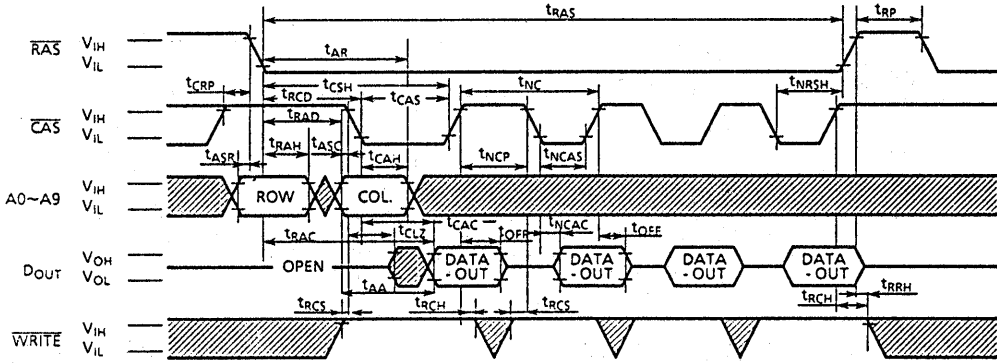 tRAS
tRP
RAS
VIH
VIL
tAR
tCRP
tCSH
tNC
tNRSH
tRCD
tCAS
CAS
VIH
VIL
tRAD
tRAH
tASC
tASR
tCAH
tNCP
tNCAS
A0~A9
VIH
VIL
ROW
COL.
tCAC
tNCAC
tRAC
tCLZ
tOFF
tOFF
DOUT
VOH
VOL
OPEN
DATA
-OUT
DATA
-OUT
DATA
-OUT
DATA
-OUT
tAA
tRRH
tRCS
tRCH
tRCS
tRCH
WRITE
VIH
VIL